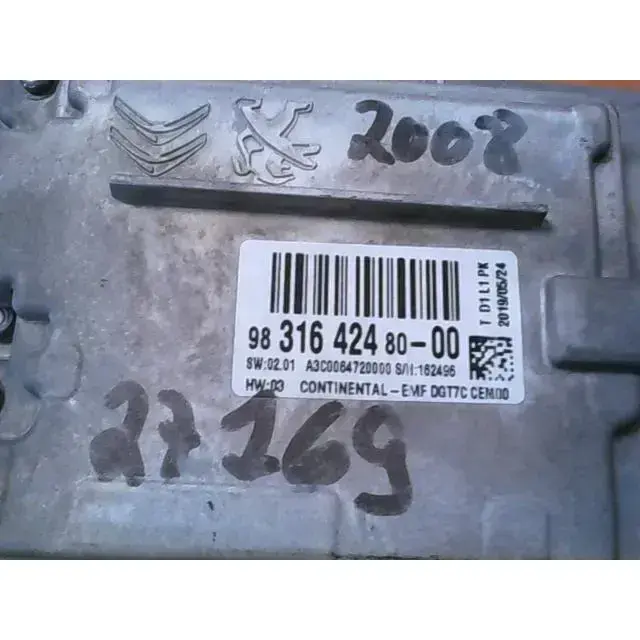 2008
98 316 424 80-00
SW:02.01 A3C0064720000 S/N:162496
HW:03 CONTINENTAL-EMF DGT7C CEM00
T D1 L1 PK
2019/05/24
27169